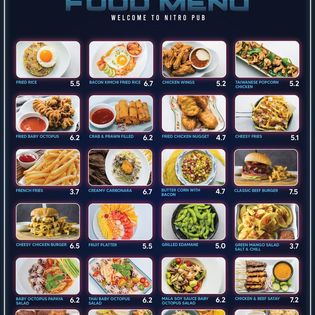 FOOD MENU
WELCOME TO NITRO PUB
FRIED RICE 5.5
BACON KIMCHI FRIED RICE 6.7
CHICKEN WINGS 5.2
TAIWANESE POPCORN CHICKEN 5.2
FRIED BABY OCTOPUS 6.2
CRAB & PRAWN FILLED 6.2
FRIED CHICKEN NUGGET 4.7
CHEESY FRIES 5.1
FRENCH FRIES 3.7
CREAMY CARBONARA 6.7
BUTTER CORN WITH BACON 4.7
CLASSIC BEEF BURGER 7.5
CHEESY CHICKEN BURGER 6.5
FRUIT PLATTER 5.5
GRILLED EDAMAME 5.0
GREEN MANGO SALAD SALT & CHILI 3.7
BABY OCTOPUS PAPAYA SALAD 6.2
THAI BABY OCTOPUS SALAD 6.2
MALA SOY SAUCE BABY OCTOPUS SALAD 6.2
CHICKEN & BEEF SATAY 7.2